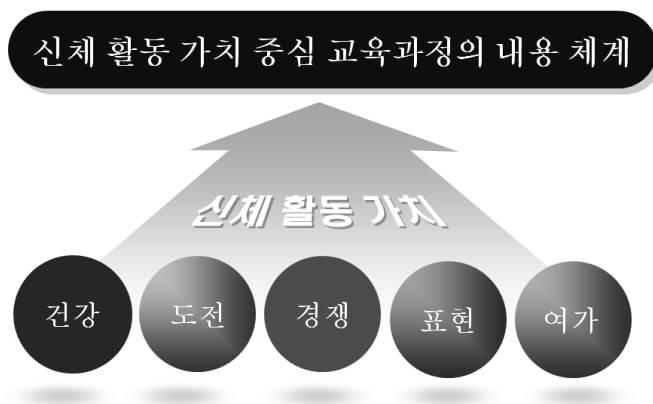 신체 활동 가치 중심 교육과정의 내용 체계
신체 활동 가치
건강 도전 경쟁 표현 여가